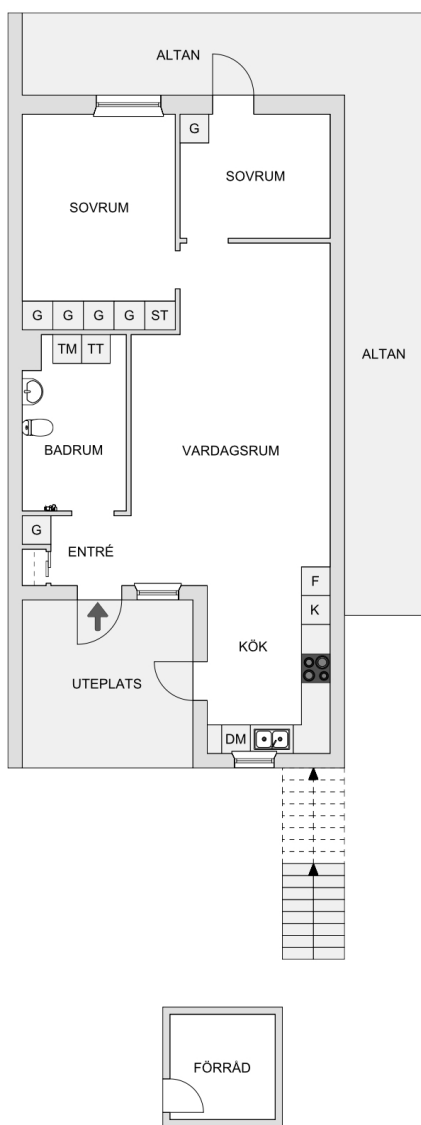 ALTAN
G
SOVRUM
SOVRUM
G G G G ST
TM TT
ALTAN
BADRUM
VARDAGSRUM
G
ENTRÉ
F
K
KÖK
UTEPLATS
DM
FÖRRÅD